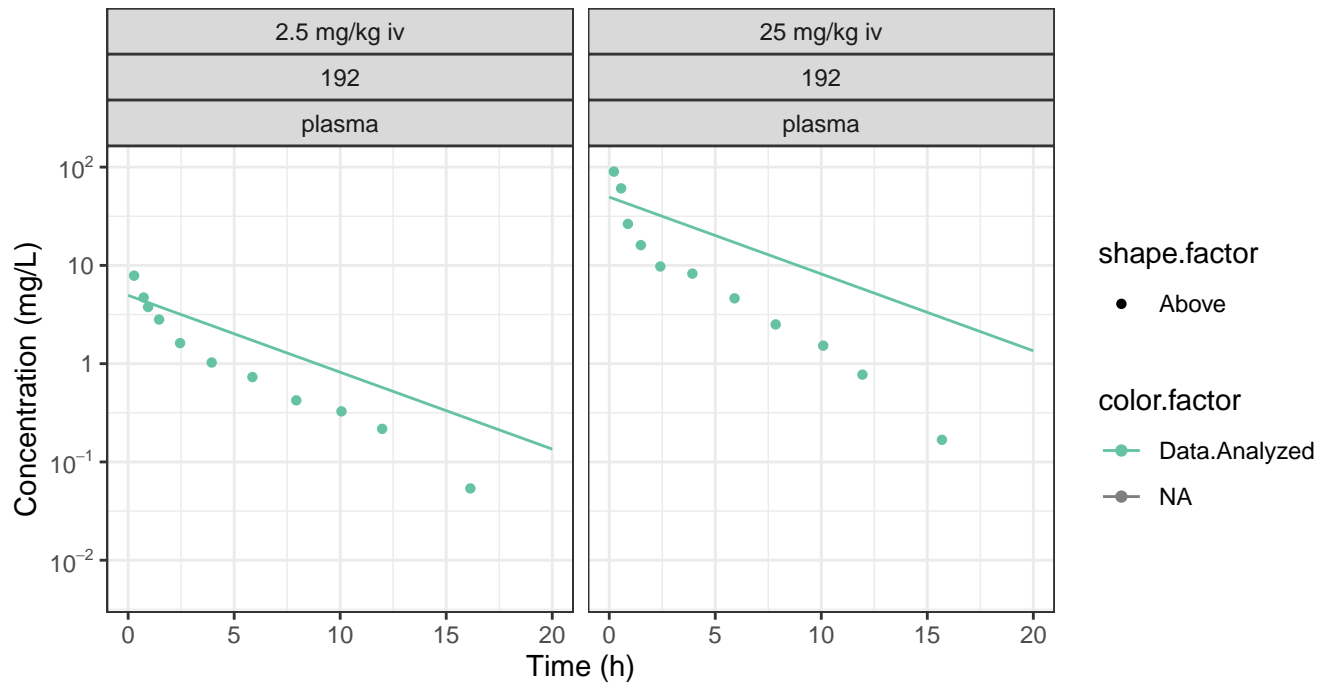 2.5 mg/kg iv
192
plasma
25 mg/kg iv
192
plasma
Concentration (mg/L)
10²
10
1
10⁻¹
10⁻²
0 5 10 15 20
0 5 10 15 20
Time (h)
shape.factor
Above
color.factor
Data.Analyzed
NA